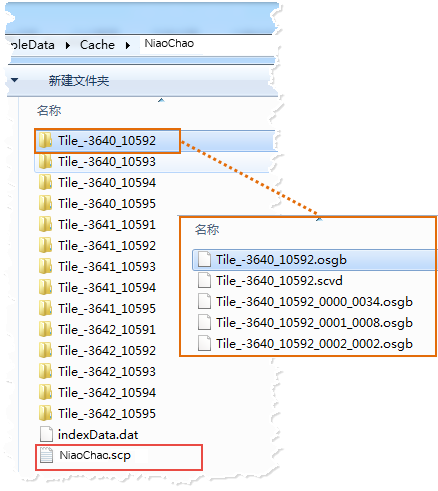 pleData ▸ Cache ▸ NiaoChao
新建文件夹
名称
Tile_-3640_10592
Tile_-3640_10593
Tile_-3640_10594
Tile_-3640_10595
Tile_-3641_10591
Tile_-3641_10592
Tile_-3641_10593
Tile_-3641_10594
Tile_-3641_10595
Tile_-3642_10591
Tile_-3642_10592
Tile_-3642_10593
Tile_-3642_10594
Tile_-3642_10595
indexData.dat
NiaoChao.scp
名称
Tile_-3640_10592.osgb
Tile_-3640_10592.scvd
Tile_-3640_10592_0000_0034.osgb
Tile_-3640_10592_0001_0008.osgb
Tile_-3640_10592_0002_0002.osgb